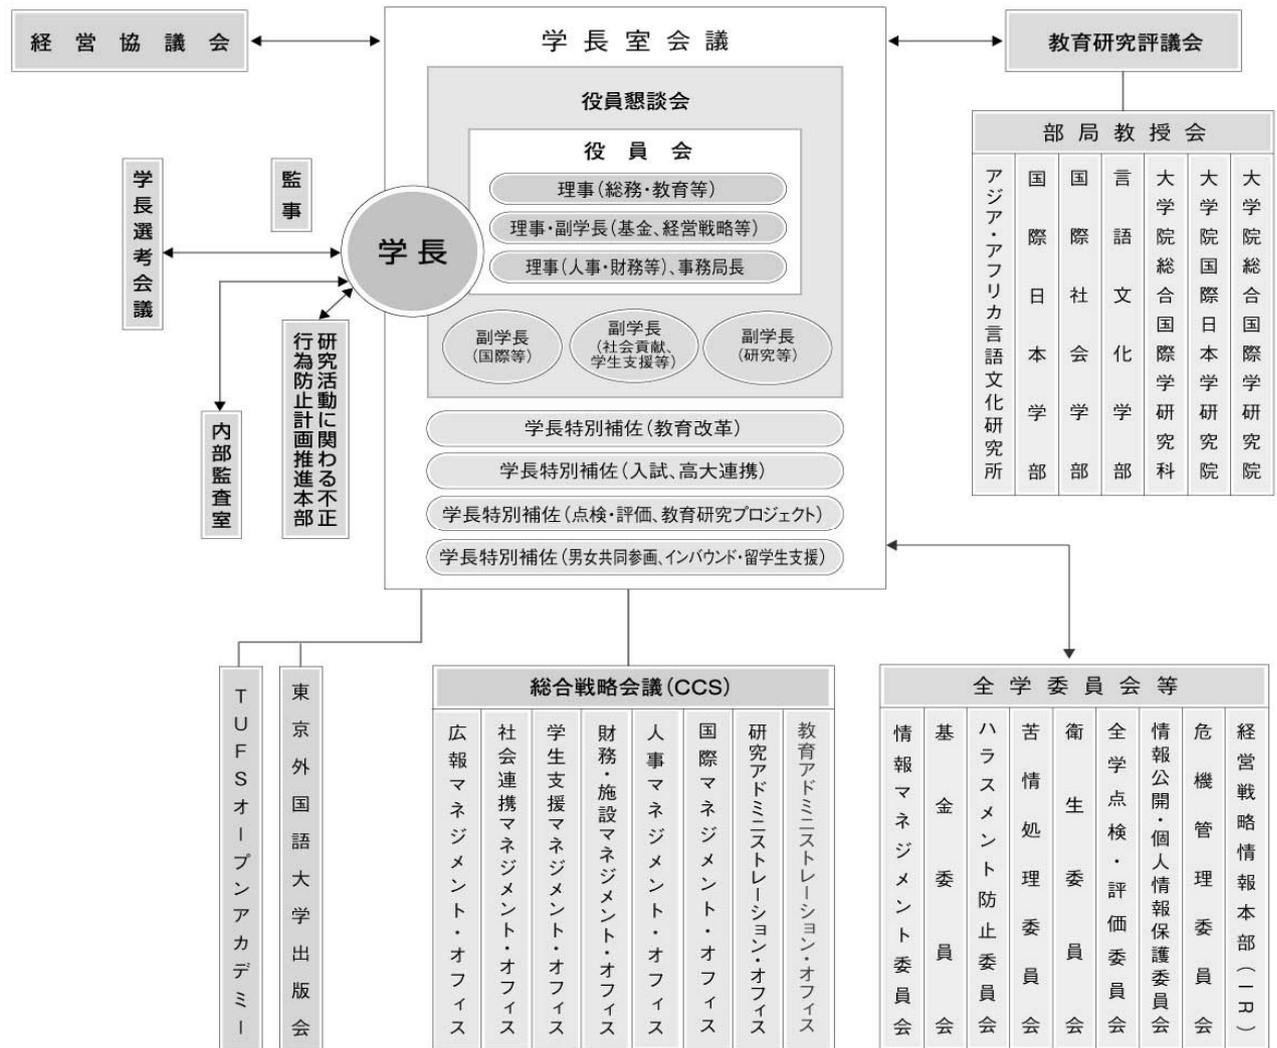 経営協議会
学長室会議
教育研究評議会
役員懇談会
役員会
理事（総務・教育等）
理事・副学長（基金、経営戦略等）
理事（人事・財務等）、事務局長
学長
副学長
（国際等）
副学長
（社会貢献、
学生支援等）
副学長
（研究等）
学長特別補佐（教育改革）
学長特別補佐（入試、高大連携）
学長特別補佐（点検・評価、教育研究プロジェクト）
学長特別補佐（男女共同参画、インバウンド・留学生支援）
監事
学長選考会議
内部監査室
研究活動に関わる不正
行為防止計画推進本部
部局教授会
大学院総合国際学研究院
大学院国際日本学研究院
大学院総合国際学研究科
言語文化学部
国際社会学部
国際日本学部
アジア・アフリカ言語文化研究所
TUFSオープンアカデミー
東京外国語大学出版会
総合戦略会議（CCS）
教育アドミニストレーション・オフィス
研究アドミニストレーション・オフィス
国際マネジメント・オフィス
人事マネジメント・オフィス
財務・施設マネジメント・オフィス
学生支援マネジメント・オフィス
社会連携マネジメント・オフィス
広報マネジメント・オフィス
全学委員会等
経営戦略情報本部（IR）
危機管理委員会
情報公開・個人情報保護委員会
全学点検・評価委員会
衛生委員会
苦情処理委員会
ハラスメント防止委員会
基金委員会
情報マネジメント委員会